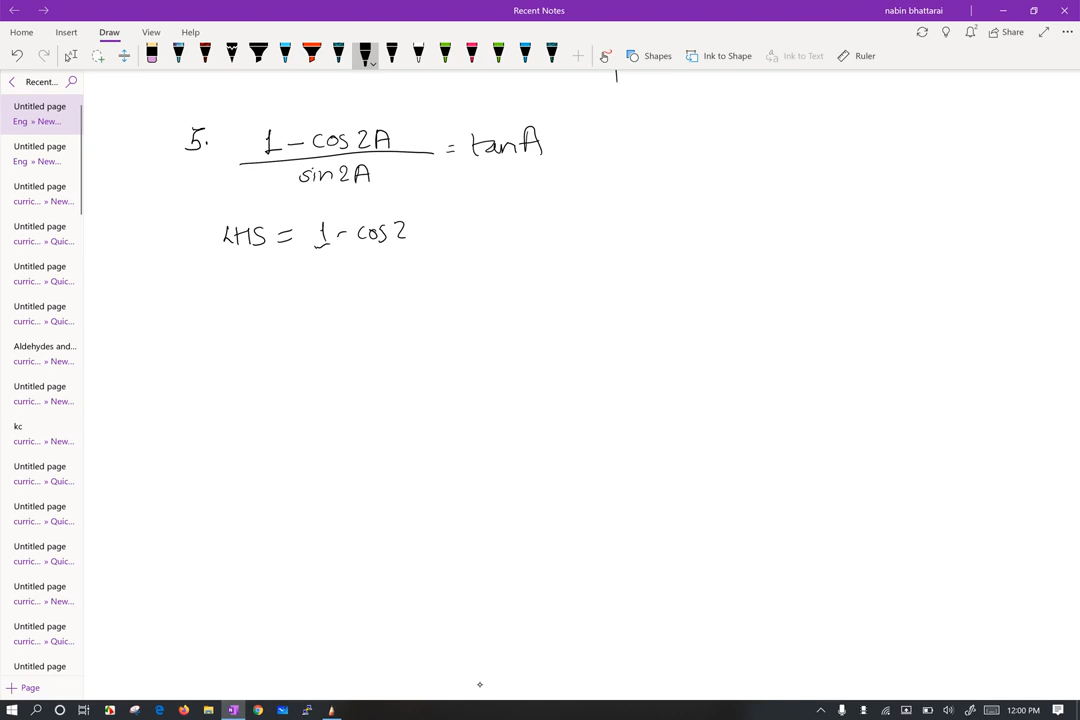 Recent Notes
nabin bhattarai
Home Insert Draw View Help
Share
Shapes Ink to Shape Ink to Text Ruler
Recent...
Untitled page
Eng » New...
Untitled page
Eng » New...
Untitled page
curric... » New...
Untitled page
curric... » Quic...
Untitled page
curric... » Quic...
Untitled page
curric... » Quic...
Aldehydes and...
curric... » New...
Untitled page
curric... » New...
kc
curric... » New...
Untitled page
curric... » Quic...
Untitled page
curric... » Quic...
Untitled page
curric... » Quic...
Untitled page
curric... » New...
Untitled page
curric... » Quic...
Untitled page
+ Page
5. 1 - cos 2A
= tan A
sin 2A
LHS = 1 - cos 2
12:00 PM